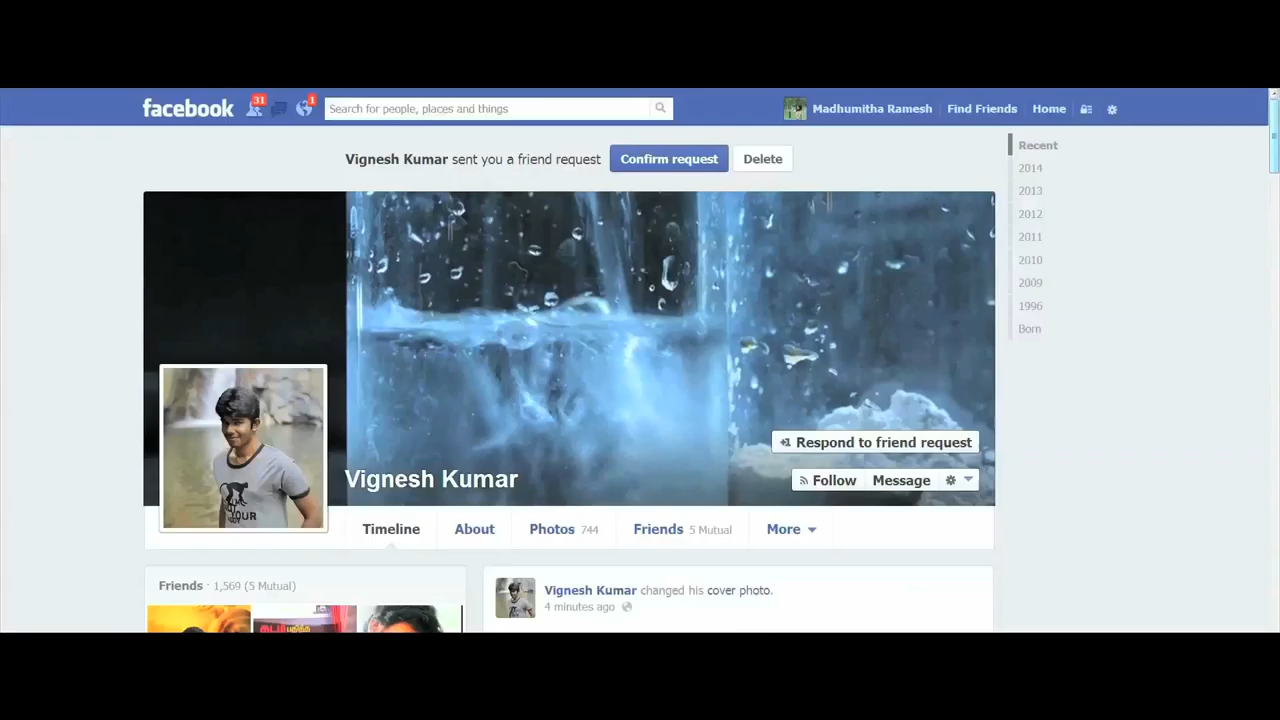 facebook 31 1 Search for people, places and things Madhumitha Ramesh Find Friends Home
Vignesh Kumar sent you a friend request Confirm request Delete
Recent
2014
2013
2012
2011
2010
2009
1996
Born
+1 Respond to friend request
Vignesh Kumar
Follow Message
Timeline About Photos 744 Friends 5 Mutual More
Friends · 1,569 (5 Mutual)
Vignesh Kumar changed his cover photo.
4 minutes ago
YOUR